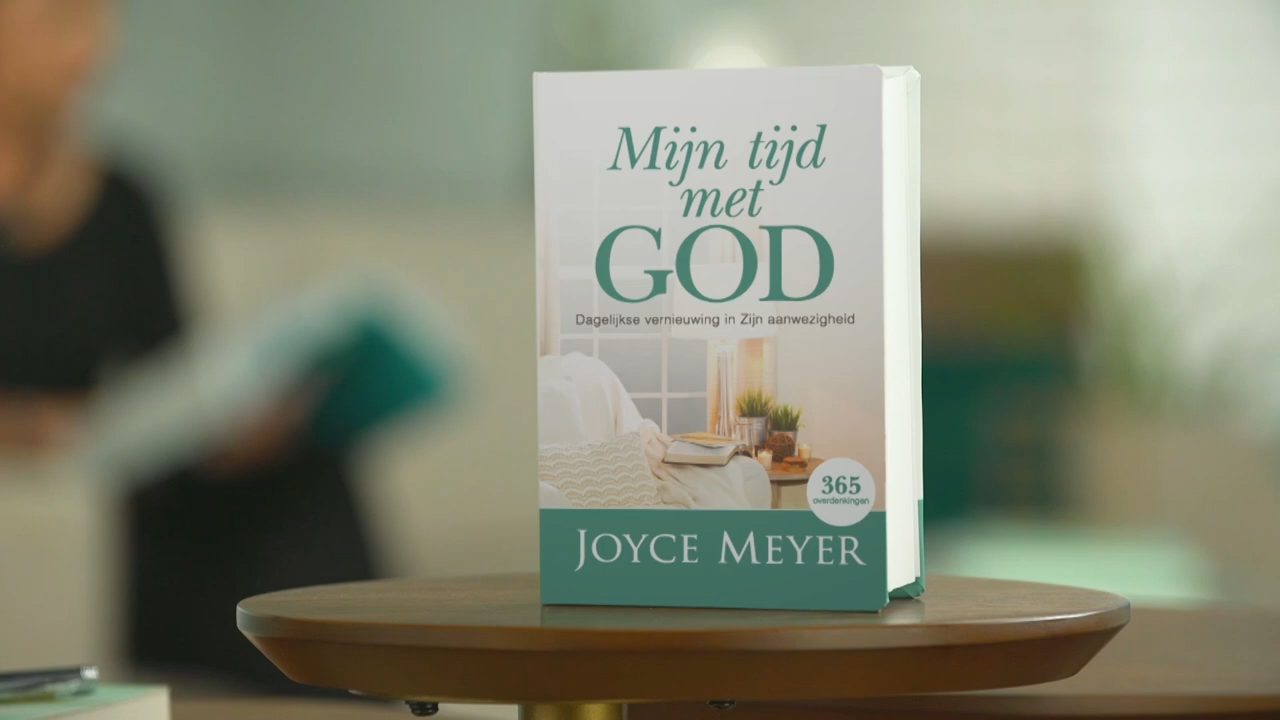 Mijn tijd
met
GOD
Dagelijkse vernieuwing in Zijn aanwezigheid
365
overdenkingen
JOYCE MEYER